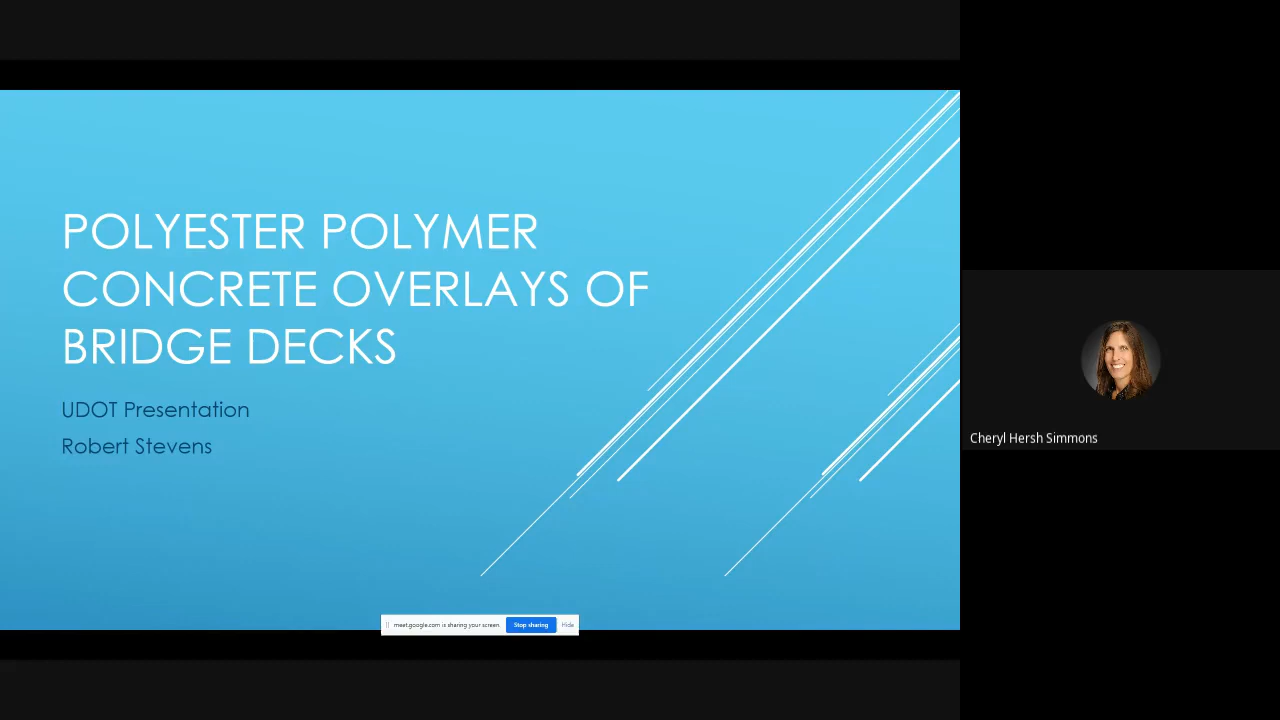 POLYESTER POLYMER
CONCRETE OVERLAYS OF
BRIDGE DECKS
UDOT Presentation
Robert Stevens
meet.google.com is sharing your screen Stop sharing Hide
Cheryl Hersh Simmons